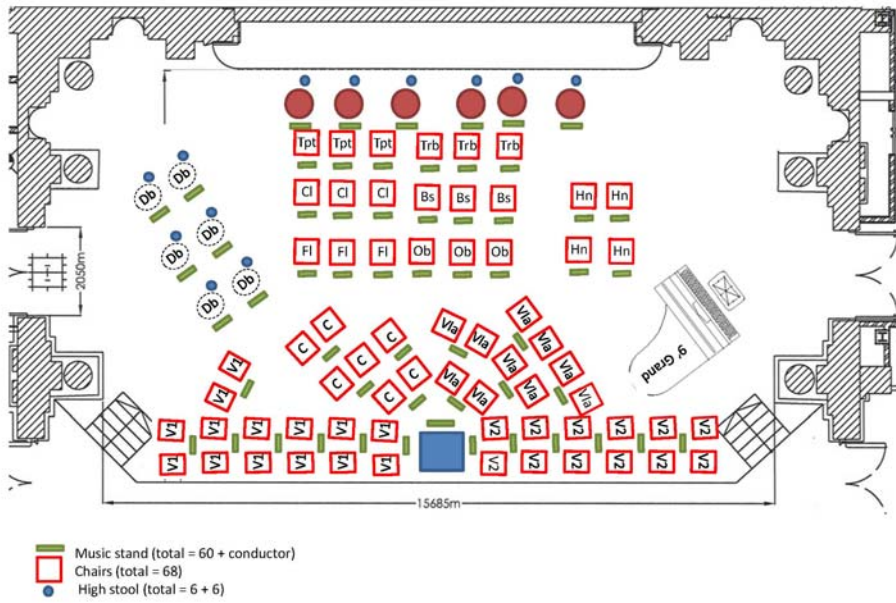 Tpt Tpt Tpt Trb Trb Trb
Db Db
Cl Cl Cl Bs Bs Bs Hn Hn
Db Db
Fl Fl Fl Ob Ob Ob Hn Hn
2050m
Db Db
C C
C C C
C C
Vla Vla Vla Vla
Vla Vla Vla Vla
Vla Vla
9' Grand
V1
V1
V1 V1 V1 V1 V1 V1 V2 V2 V2 V2 V2 V2
V1 V1 V1 V1 V1 V1 V2 V2 V2 V2 V2 V2
15685m
Music stand (total = 60 + conductor)
Chairs (total = 68)
High stool (total = 6 + 6)